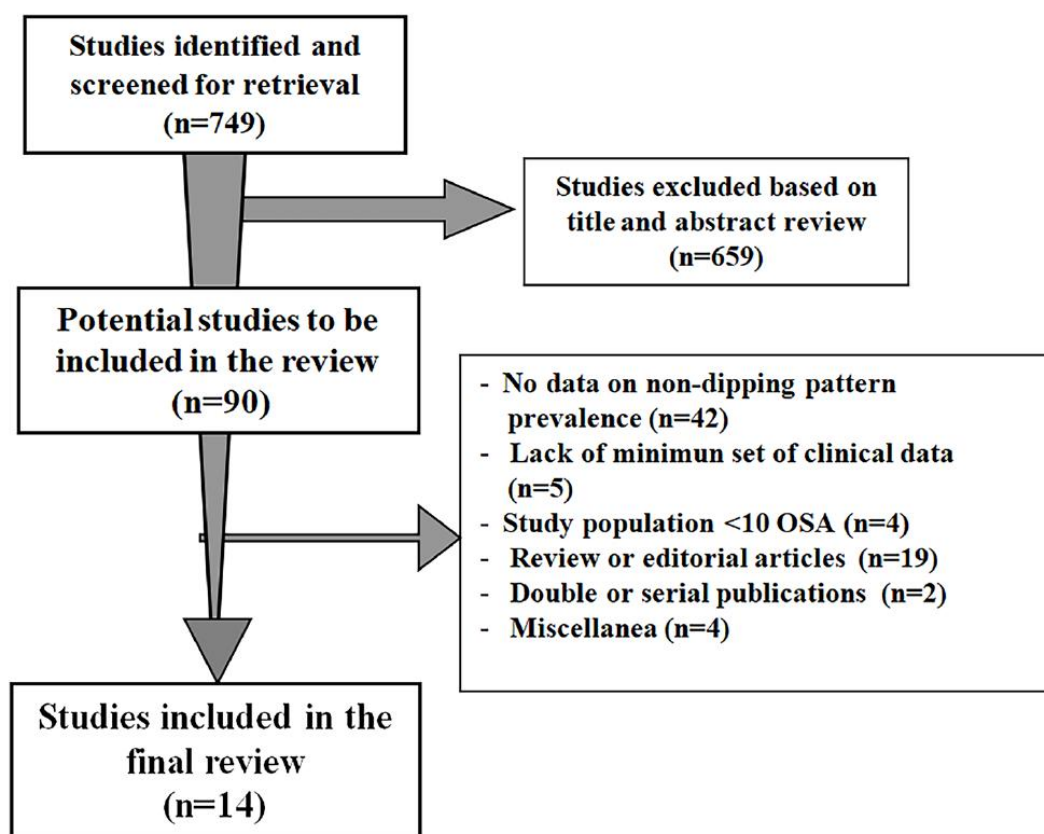 Studies identified and
screened for retrieval
(n=749)
Studies excluded based on
title and abstract review
(n=659)
Potential studies to be
included in the review
(n=90)
- No data on non-dipping pattern
prevalence (n=42)
- Lack of minimun set of clinical data
(n=5)
- Study population <10 OSA (n=4)
- Review or editorial articles (n=19)
- Double or serial publications (n=2)
- Miscellanea (n=4)
Studies included in the
final review
(n=14)